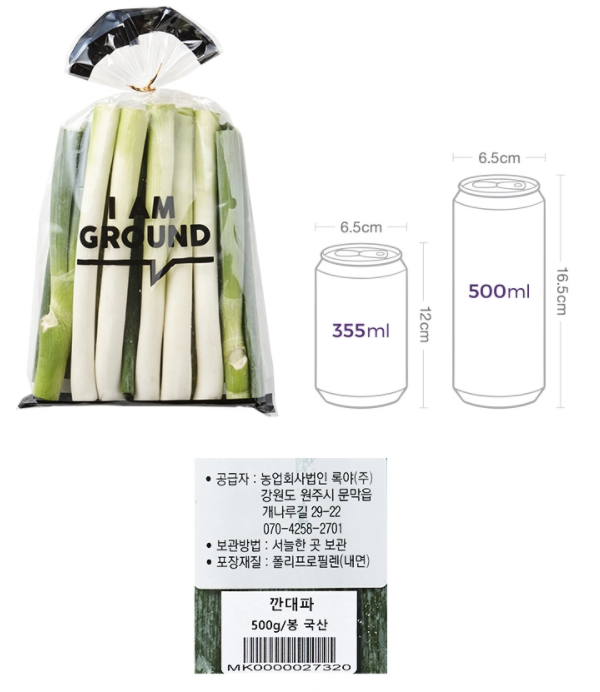 I AM
GROUND
6.5cm
6.5cm
355ml
12cm
500ml
16.5cm
• 공급자 : 농업회사법인 록야(주)
강원도 원주시 문막읍
개나루길 29-22
070-4258-2701
• 보관방법 : 서늘한 곳 보관
• 포장재질 : 폴리프로필렌(내면)
깐대파
500g/봉 국산
MK0000027320